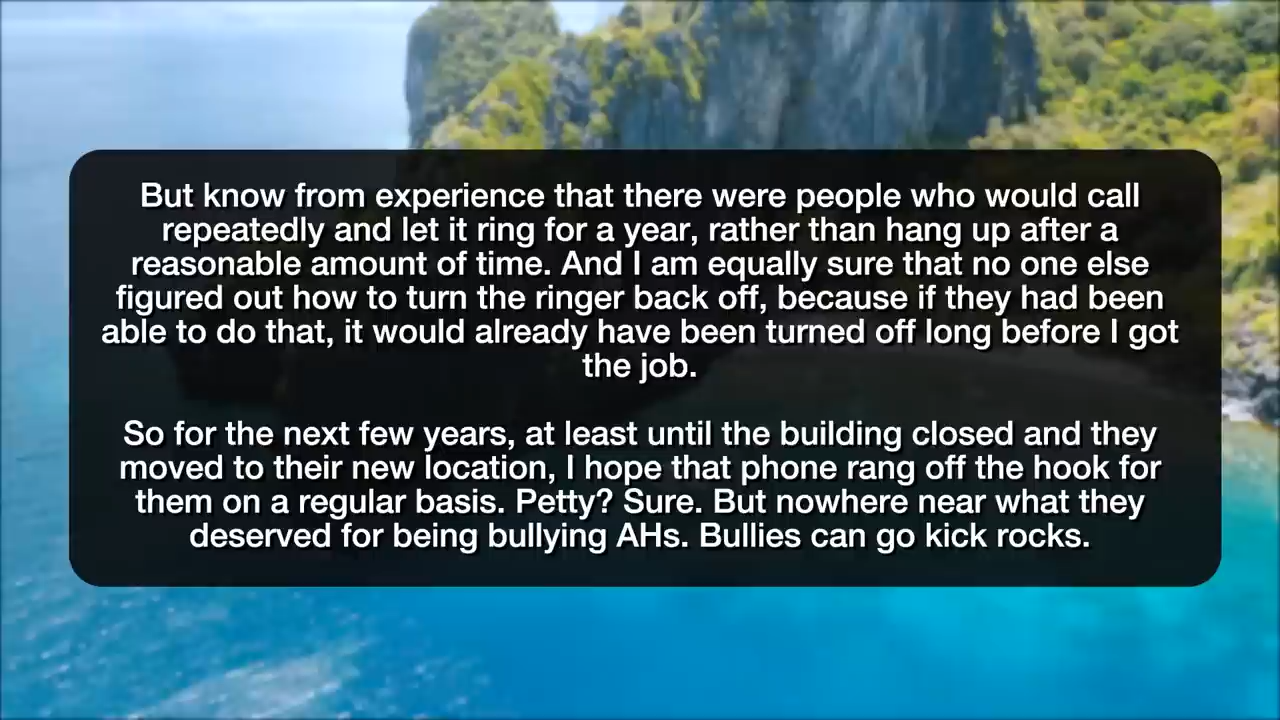 But know from experience that there were people who would call
repeatedly and let it ring for a year, rather than hang up after a
reasonable amount of time. And I am equally sure that no one else
figured out how to turn the ringer back off, because if they had been
able to do that, it would already have been turned off long before I got
the job.
So for the next few years, at least until the building closed and they
moved to their new location, I hope that phone rang off the hook for
them on a regular basis. Petty? Sure. But nowhere near what they
deserved for being bullying AHs. Bullies can go kick rocks.